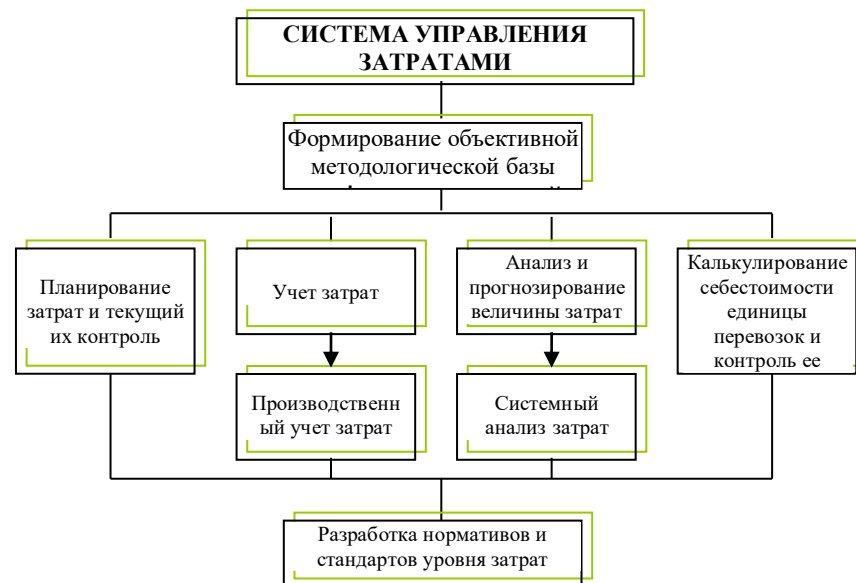 СИСТЕМА УПРАВЛЕНИЯ
ЗАТРАТАМИ
Формирование объективной
методологической базы
Планирование
затрат и текущий
их контроль
Учет затрат
Анализ и
прогнозирование
величины затрат
Калькулирование
себестоимости
единицы
перевозок и
контроль ее
Производственн
ый учет затрат
Системный
анализ затрат
Разработка нормативов и
стандартов уровня затрат